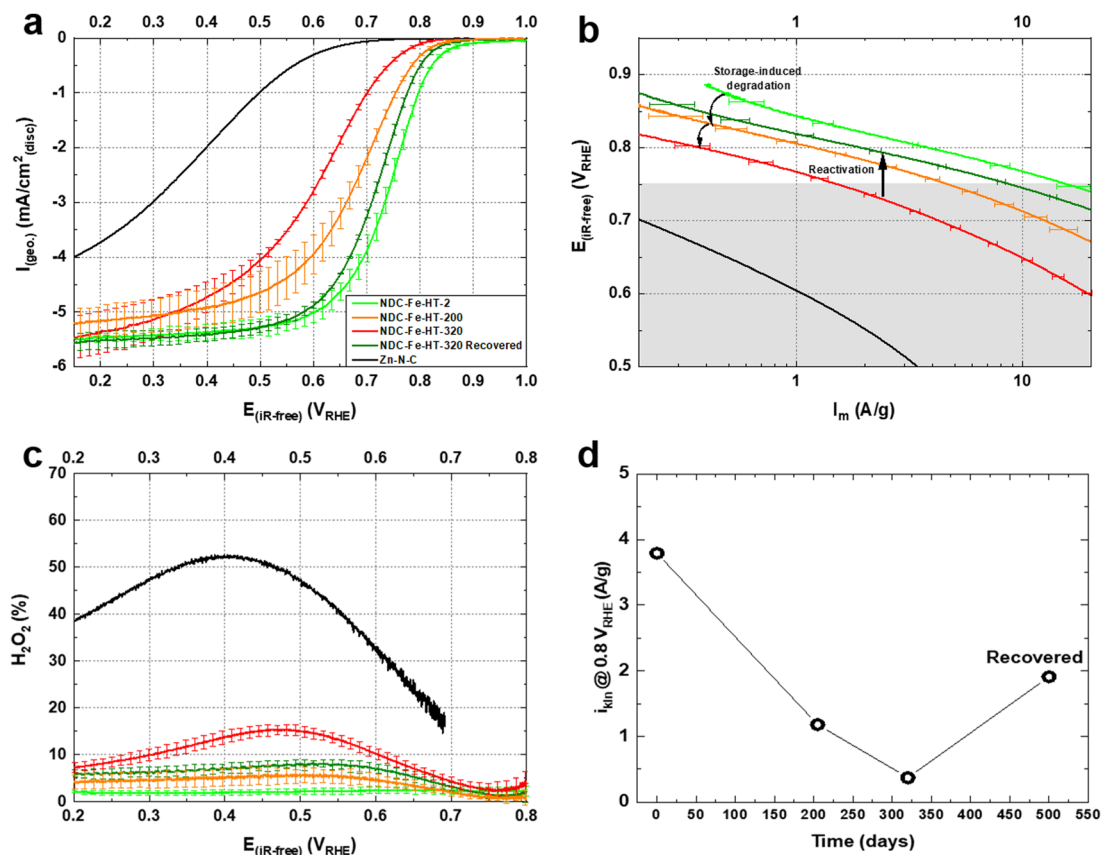 a
0.2 0.3 0.4 0.5 0.6 0.7 0.8 0.9 1.0
0
-1
-2
-3
-4
-5
-6
I(geo.) (mA/cm²(disc))
NDC-Fe-HT-2
NDC-Fe-HT-200
NDC-Fe-HT-320
NDC-Fe-HT-320 Recovered
Zn-N-C
0.2 0.3 0.4 0.5 0.6 0.7 0.8 0.9 1.0
E(iR-free) (VRHE)
b
1 10
0.9
0.8
0.7
0.6
0.5
E(iR-free) (VRHE)
Storage-induced
degradation
Reactivation
1 10
Im (A/g)
c
0.2 0.3 0.4 0.5 0.6 0.7 0.8
70
60
50
40
30
20
10
0
H₂O₂ (%)
0.2 0.3 0.4 0.5 0.6 0.7 0.8
E(iR-free) (VRHE)
d
5
4
3
2
1
0
ikin @ 0.8 VRHE (A/g)
Recovered
0 50 100 150 200 250 300 350 400 450 500 550
Time (days)